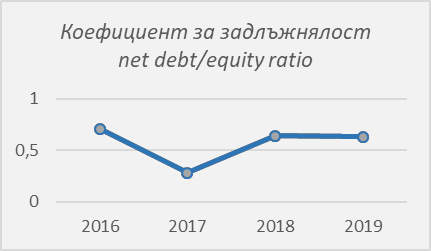 Коефициент за задлъжнялост
net debt/equity ratio
1
0,5
0
2016 2017 2018 2019